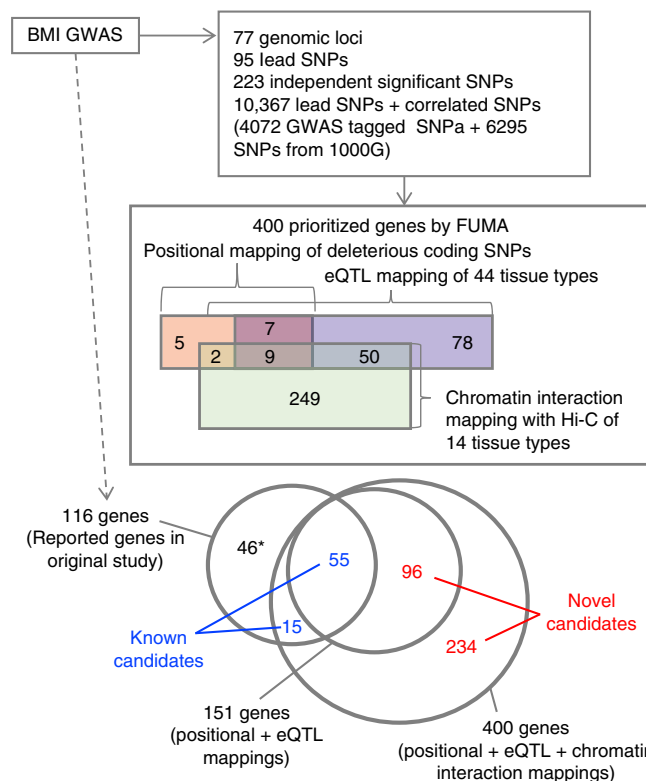 BMI GWAS
77 genomic loci
95 lead SNPs
223 independent significant SNPs
10,367 lead SNPs + correlated SNPs
(4072 GWAS tagged SNPa + 6295
SNPs from 1000G)
400 prioritized genes by FUMA
Positional mapping of deleterious coding SNPs
eQTL mapping of 44 tissue types
5
7
78
2
9
50
249
Chromatin interaction
mapping with Hi-C of
14 tissue types
116 genes
(Reported genes in
original study)
46*
55
96
15
234
Known
candidates
Novel
candidates
151 genes
(positional + eQTL
mappings)
400 genes
(positional + eQTL + chromatin
interaction mappings)